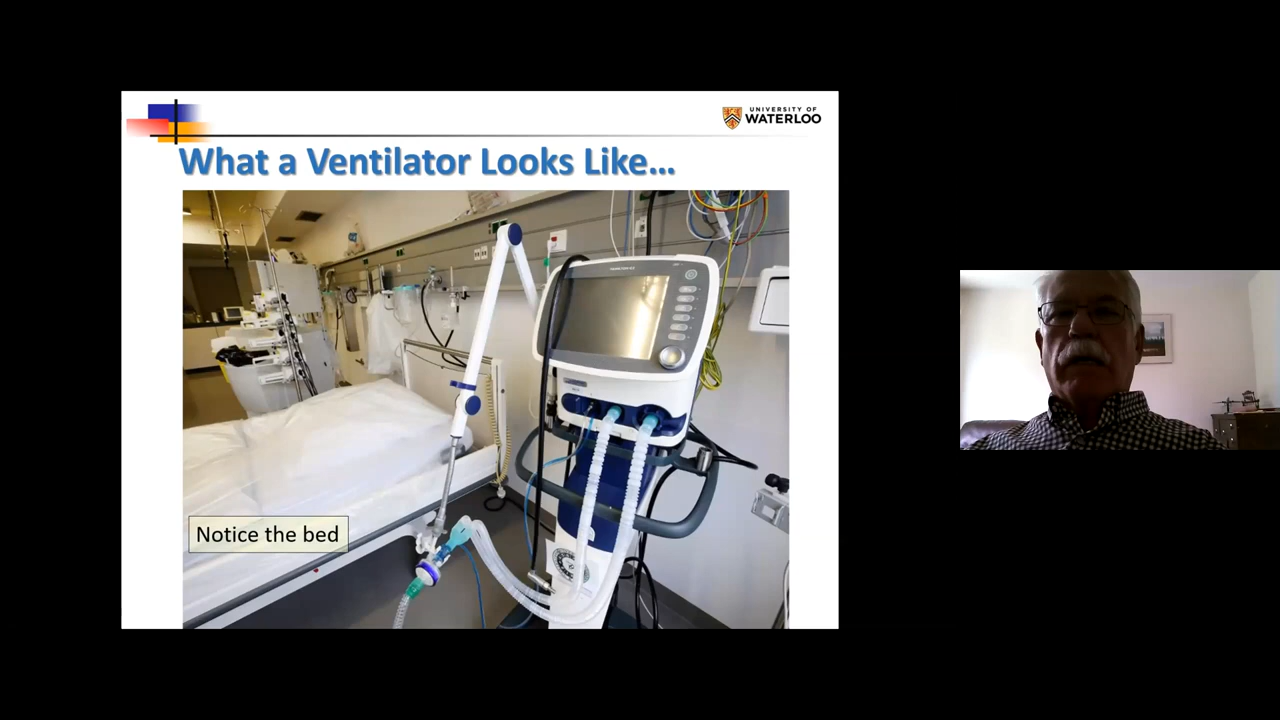 UNIVERSITY OF
WATERLOO
What a Ventilator Looks Like...
Notice the bed